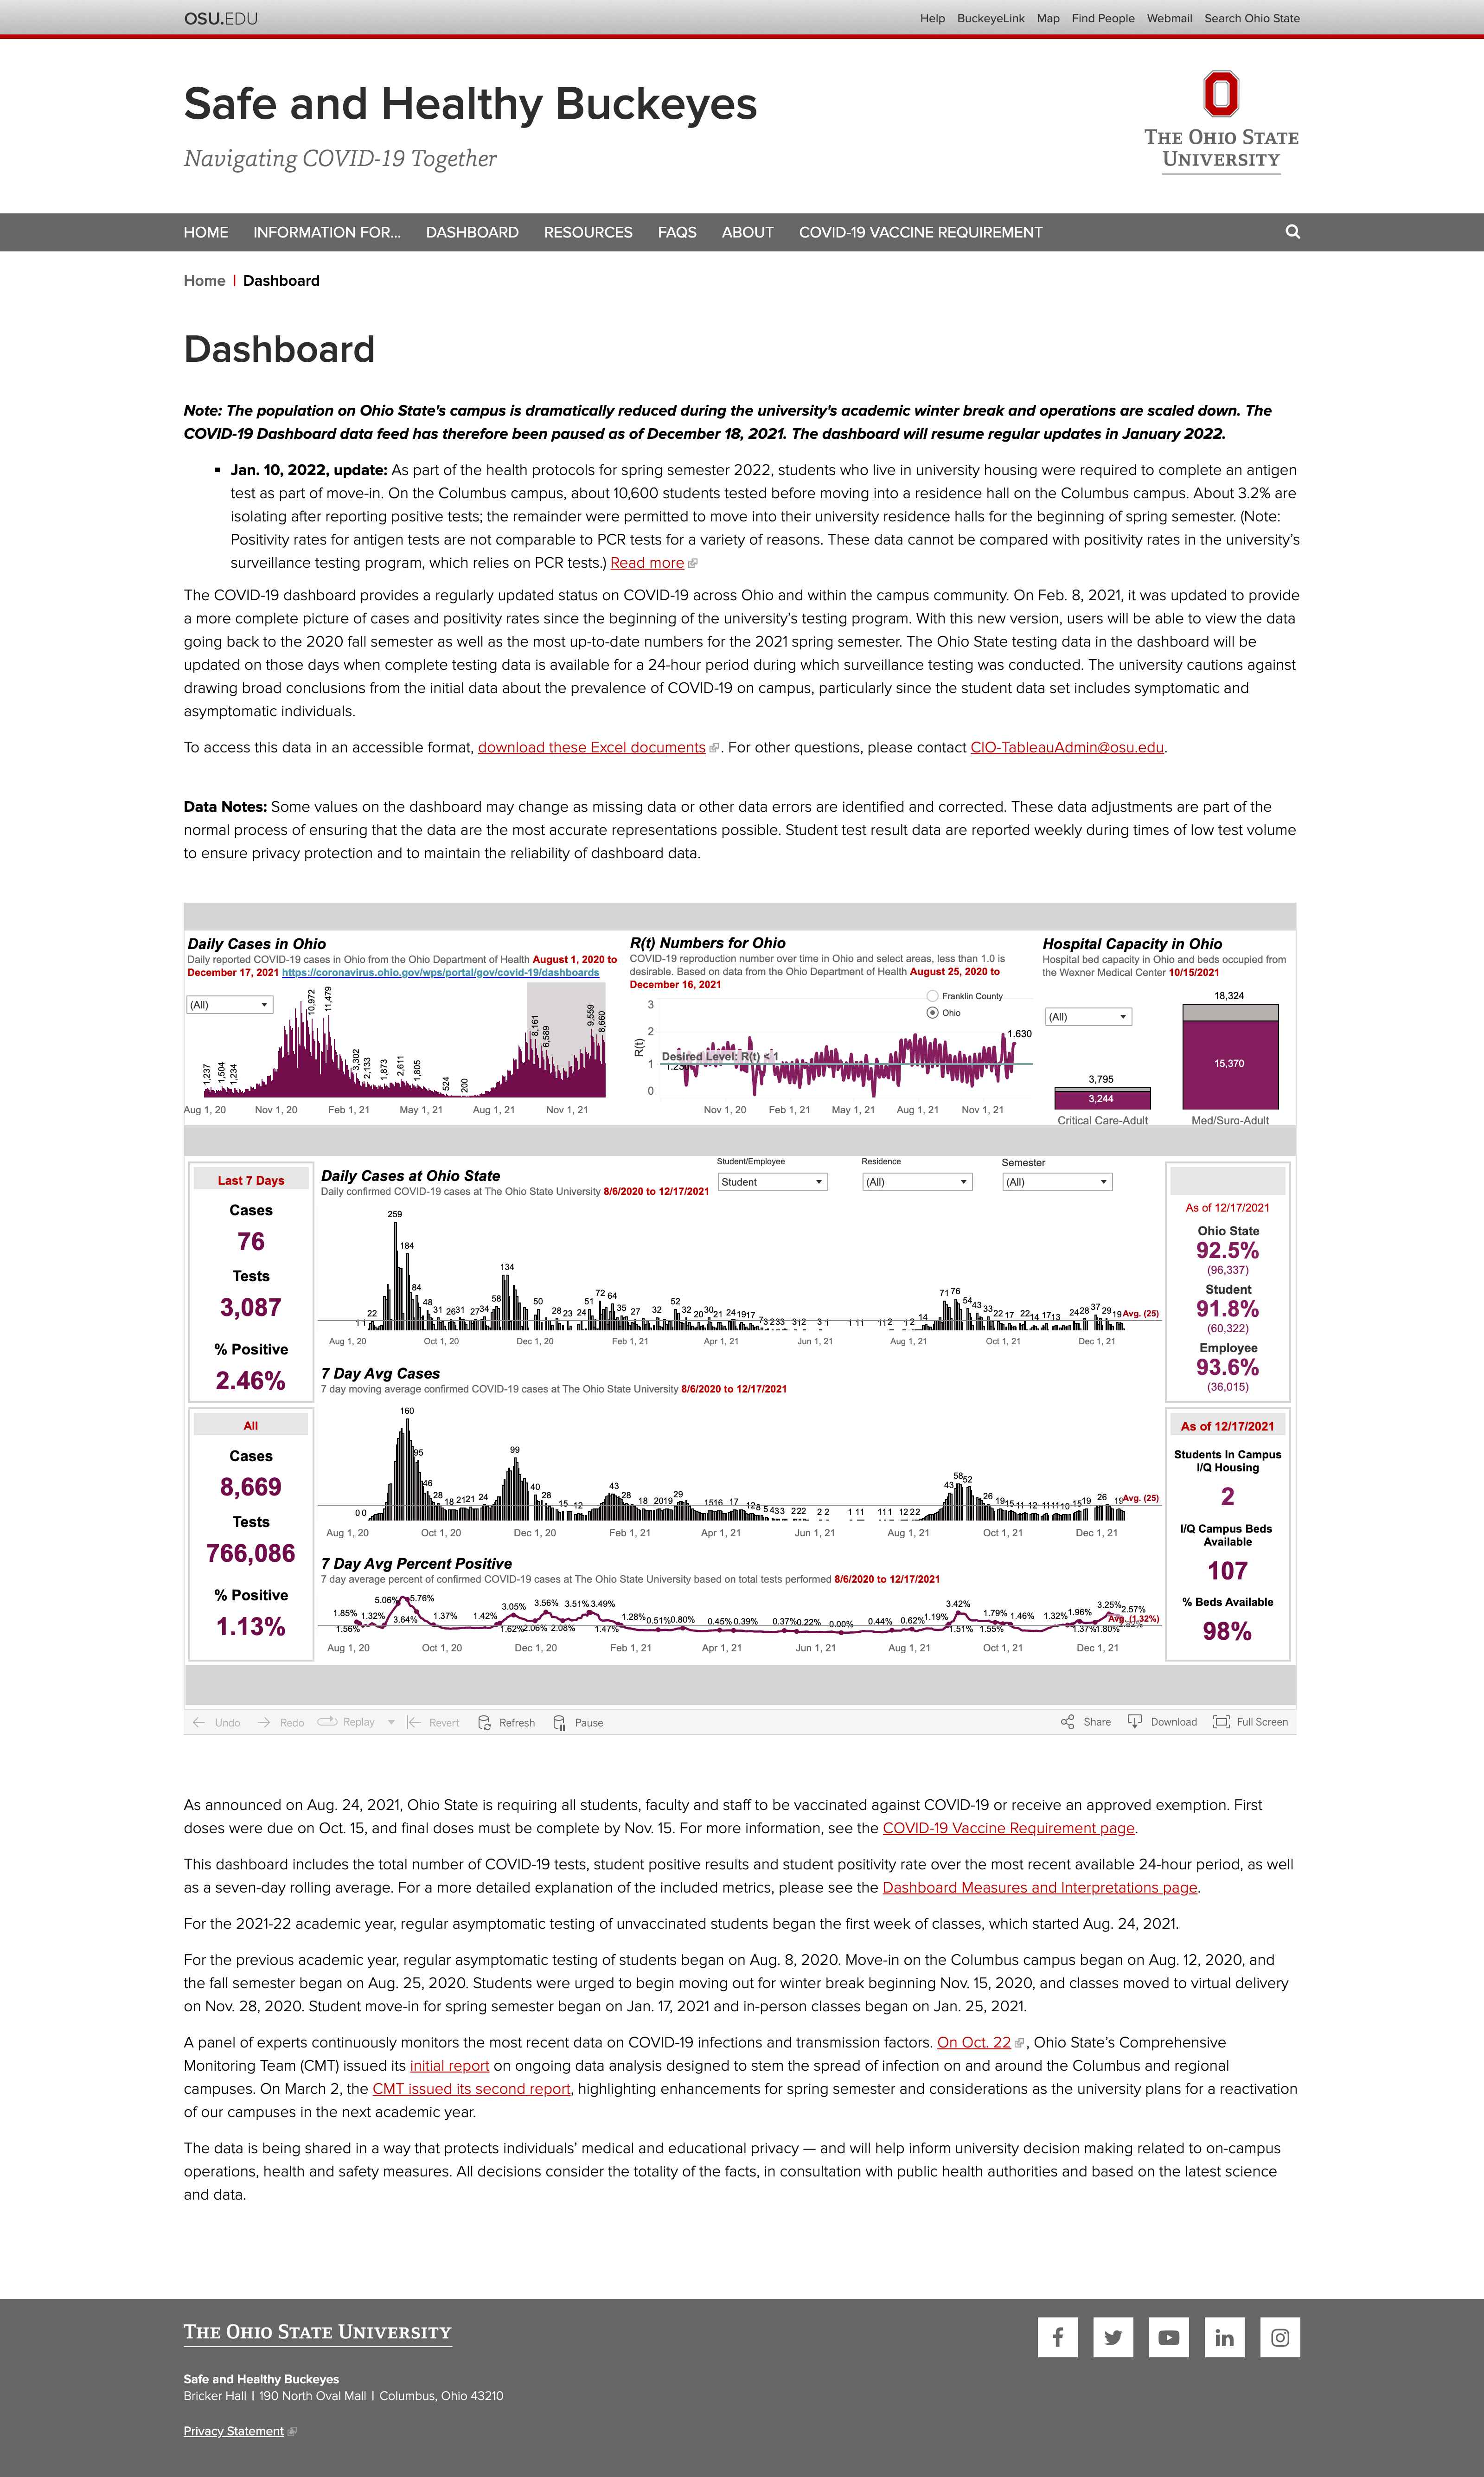 OSU.EDU
Help BuckeyeLink Map Find People Webmail Search Ohio State
Safe and Healthy Buckeyes
Navigating COVID-19 Together
THE OHIO STATE
UNIVERSITY
HOME INFORMATION FOR... DASHBOARD RESOURCES FAQS ABOUT COVID-19 VACCINE REQUIREMENT
Home | Dashboard
Dashboard
Note: The population on Ohio State's campus is dramatically reduced during the university's academic winter break and operations are scaled down. The
COVID-19 Dashboard data feed has therefore been paused as of December 18, 2021. The dashboard will resume regular updates in January 2022.
▪ Jan. 10, 2022, update: As part of the health protocols for spring semester 2022, students who live in university housing were required to complete an antigen
test as part of move-in. On the Columbus campus, about 10,600 students tested before moving into a residence hall on the Columbus campus. About 3.2% are
isolating after reporting positive tests; the remainder were permitted to move into their university residence halls for the beginning of spring semester. (Note:
Positivity rates for antigen tests are not comparable to PCR tests for a variety of reasons. These data cannot be compared with positivity rates in the university's
surveillance testing program, which relies on PCR tests.) Read more
The COVID-19 dashboard provides a regularly updated status on COVID-19 across Ohio and within the campus community. On Feb. 8, 2021, it was updated to provide
a more complete picture of cases and positivity rates since the beginning of the university's testing program. With this new version, users will be able to view the data
going back to the 2020 fall semester as well as the most up-to-date numbers for the 2021 spring semester. The Ohio State testing data in the dashboard will be
updated on those days when complete testing data is available for a 24-hour period during which surveillance testing was conducted. The university cautions against
drawing broad conclusions from the initial data about the prevalence of COVID-19 on campus, particularly since the student data set includes symptomatic and
asymptomatic individuals.
To access this data in an accessible format, download these Excel documents . For other questions, please contact CIO-TableauAdmin@osu.edu.
Data Notes: Some values on the dashboard may change as missing data or other data errors are identified and corrected. These data adjustments are part of the
normal process of ensuring that the data are the most accurate representations possible. Student test result data are reported weekly during times of low test volume
to ensure privacy protection and to maintain the reliability of dashboard data.
Daily Cases in Ohio
Daily reported COVID-19 cases in Ohio from the Ohio Department of Health August 1, 2020 to
December 17, 2021 https://coronavirus.ohio.gov/wps/portal/gov/covid-19/dashboards
(All)
1,237 1,504 1,234 10,972 11,479 3,302 2,133 1,873 2,611 1,805 524 200 8,161 6,589 9,559 8,660
Aug 1, 20 Nov 1, 20 Feb 1, 21 May 1, 21 Aug 1, 21 Nov 1, 21
R(t) Numbers for Ohio
COVID-19 reproduction number over time in Ohio and select areas, less than 1.0 is
desirable. Based on data from the Ohio Department of Health August 25, 2020 to
December 16, 2021
Franklin County
Ohio
R(t)
3
2
1
0
1.630
Desired Level: R(t) < 1
Nov 1, 20 Feb 1, 21 May 1, 21 Aug 1, 21 Nov 1, 21
Hospital Capacity in Ohio
Hospital bed capacity in Ohio and beds occupied from
the Wexner Medical Center 10/15/2021
(All)
18,324
15,370
3,795
3,244
Critical Care-Adult Med/Surg-Adult
Last 7 Days
Cases
76
Tests
3,087
% Positive
2.46%
All
Cases
8,669
Tests
766,086
% Positive
1.13%
Daily Cases at Ohio State
Daily confirmed COVID-19 cases at The Ohio State University 8/6/2020 to 12/17/2021
Student/Employee Residence Semester
Student (All) (All)
259
184
134
84
22 48 31 58 50 28 23 24 51 72 64 35 27 32 52 32 14 71 76 54 43 33 22 17 22 14 17 13 24 28 37 29 19 Avg. (25)
Aug 1, 20 Oct 1, 20 Dec 1, 20 Feb 1, 21 Apr 1, 21 Jun 1, 21 Aug 1, 21 Oct 1, 21 Dec 1, 21
7 Day Avg Cases
7 day moving average confirmed COVID-19 cases at The Ohio State University 8/6/2020 to 12/17/2021
160
95
99
0 0 46 28 18 21 21 24 40 28 15 12 43 28 18 20 19 29 15 16 17 43 58 52 26 Avg. (25)
Aug 1, 20 Oct 1, 20 Dec 1, 20 Feb 1, 21 Apr 1, 21 Jun 1, 21 Aug 1, 21 Oct 1, 21 Dec 1, 21
7 Day Avg Percent Positive
7 day average percent of confirmed COVID-19 cases at The Ohio State University based on total tests performed 8/6/2020 to 12/17/2021
1.85% 1.32% 5.06% 5.76% 3.64% 1.37% 1.42% 3.05% 3.56% 3.51% 3.49% 1.28% 0.51% 0.80% 0.45% 0.39% 0.37% 0.22% 0.00% 0.44% 0.62% 1.19% 3.42% 1.79% 1.46% 1.32% 1.96% 3.25% 2.57%
1.56% 1.62% 2.06% 2.08% 1.47% 1.51% 1.55% 1.37% 1.80% Avg. (1.32%)
Aug 1, 20 Oct 1, 20 Dec 1, 20 Feb 1, 21 Apr 1, 21 Jun 1, 21 Aug 1, 21 Oct 1, 21 Dec 1, 21
As of 12/17/2021
Ohio State
92.5%
(96,337)
Student
91.8%
(60,322)
Employee
93.6%
(36,015)
As of 12/17/2021
Students In Campus
I/Q Housing
2
I/Q Campus Beds
Available
107
% Beds Available
98%
Undo Redo Replay Revert Refresh Pause Share Download Full Screen
As announced on Aug. 24, 2021, Ohio State is requiring all students, faculty and staff to be vaccinated against COVID-19 or receive an approved exemption. First
doses were due on Oct. 15, and final doses must be complete by Nov. 15. For more information, see the COVID-19 Vaccine Requirement page.
This dashboard includes the total number of COVID-19 tests, student positive results and student positivity rate over the most recent available 24-hour period, as well
as a seven-day rolling average. For a more detailed explanation of the included metrics, please see the Dashboard Measures and Interpretations page.
For the 2021-22 academic year, regular asymptomatic testing of unvaccinated students began the first week of classes, which started Aug. 24, 2021.
For the previous academic year, regular asymptomatic testing of students began on Aug. 8, 2020. Move-in on the Columbus campus began on Aug. 12, 2020, and
the fall semester began on Aug. 25, 2020. Students were urged to begin moving out for winter break beginning Nov. 15, 2020, and classes moved to virtual delivery
on Nov. 28, 2020. Student move-in for spring semester began on Jan. 17, 2021 and in-person classes began on Jan. 25, 2021.
A panel of experts continuously monitors the most recent data on COVID-19 infections and transmission factors. On Oct. 22 , Ohio State's Comprehensive
Monitoring Team (CMT) issued its initial report on ongoing data analysis designed to stem the spread of infection on and around the Columbus and regional
campuses. On March 2, the CMT issued its second report, highlighting enhancements for spring semester and considerations as the university plans for a reactivation
of our campuses in the next academic year.
The data is being shared in a way that protects individuals' medical and educational privacy — and will help inform university decision making related to on-campus
operations, health and safety measures. All decisions consider the totality of the facts, in consultation with public health authorities and based on the latest science
and data.
THE OHIO STATE UNIVERSITY
Safe and Healthy Buckeyes
Bricker Hall | 190 North Oval Mall | Columbus, Ohio 43210
Privacy Statement